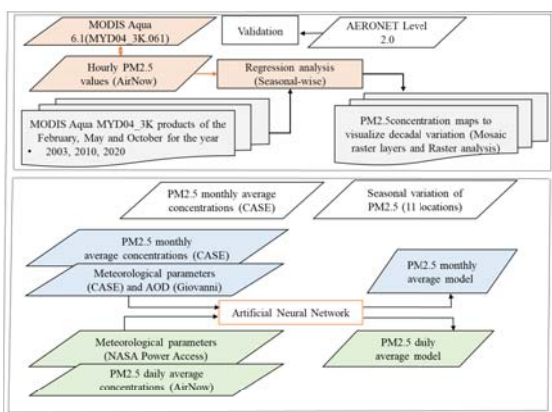 MODIS Aqua
6.1(MYD04_3K.061)
Validation
AERONET Level
2.0
Hourly PM2.5
values (AirNow)
Regression analysis
(Seasonal-wise)
MODIS Aqua MYD04_3K products of the
February, May and October for the year
• 2003, 2010, 2020
PM2.5concentration maps to
visualize decadal variation (Mosaic
raster layers and Raster analysis)
PM2.5 monthly average
concentrations (CASE)
Seasonal variation of
PM2.5 (11 locations)
PM2.5 monthly
average concentrations (CASE)
Meteorological parameters
(CASE) and AOD (Giovanni)
PM2.5 monthly
average model
Artificial Neural Network
Meteorological parameters
(NASA Power Access)
PM2.5 daily average
concentrations (AirNow)
PM2.5 daily
average model